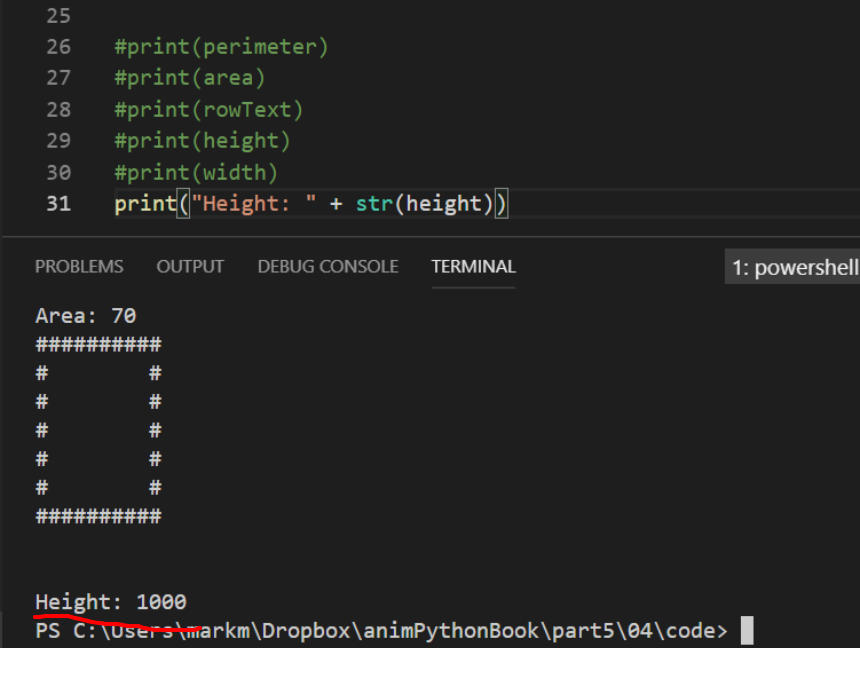 25
26 #print(perimeter)
27 #print(area)
28 #print(rowText)
29 #print(height)
30 #print(width)
31 print("Height: " + str(height))
PROBLEMS OUTPUT DEBUG CONSOLE TERMINAL 1: powershell
Area: 70
##########
#        #
#        #
#        #
#        #
#        #
##########
Height: 1000
PS C:\Users\markm\Dropbox\animPythonBook\part5\04\code>